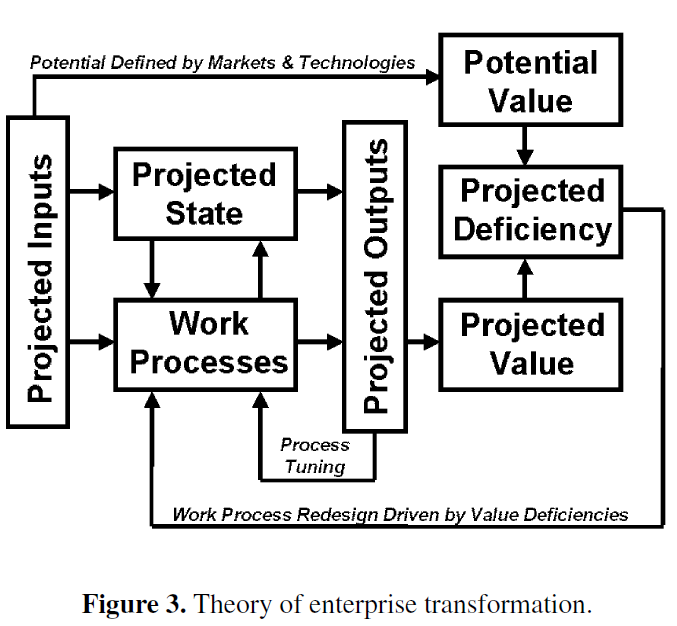 Potential Defined by Markets & Technologies
Potential
Value
Projected Inputs
Projected
State
Projected Outputs
Projected
Deficiency
Work
Processes
Projected
Value
Process
Tuning
Work Process Redesign Driven by Value Deficiencies
Figure 3. Theory of enterprise transformation.